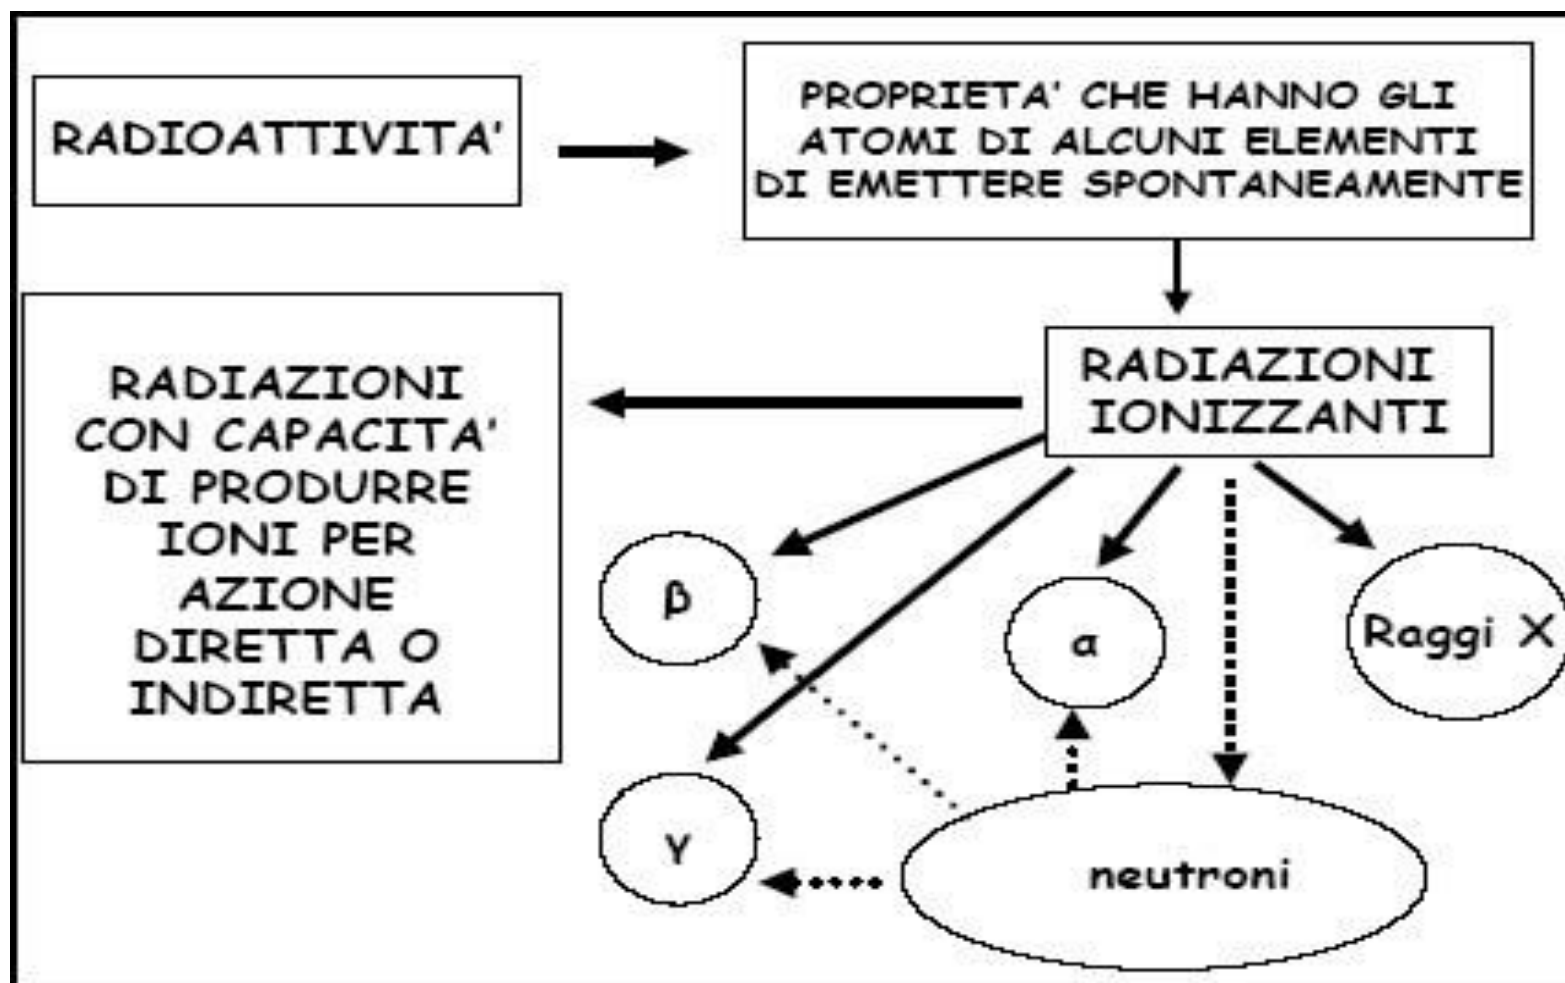 RADIOATTIVITA'
PROPRIETA' CHE HANNO GLI
ATOMI DI ALCUNI ELEMENTI
DI EMETTERE SPONTANEAMENTE
RADIAZIONI
IONIZZANTI
RADIAZIONI
CON CAPACITA'
DI PRODURRE
IONI PER
AZIONE
DIRETTA O
INDIRETTA
β
α
Raggi X
γ
neutroni